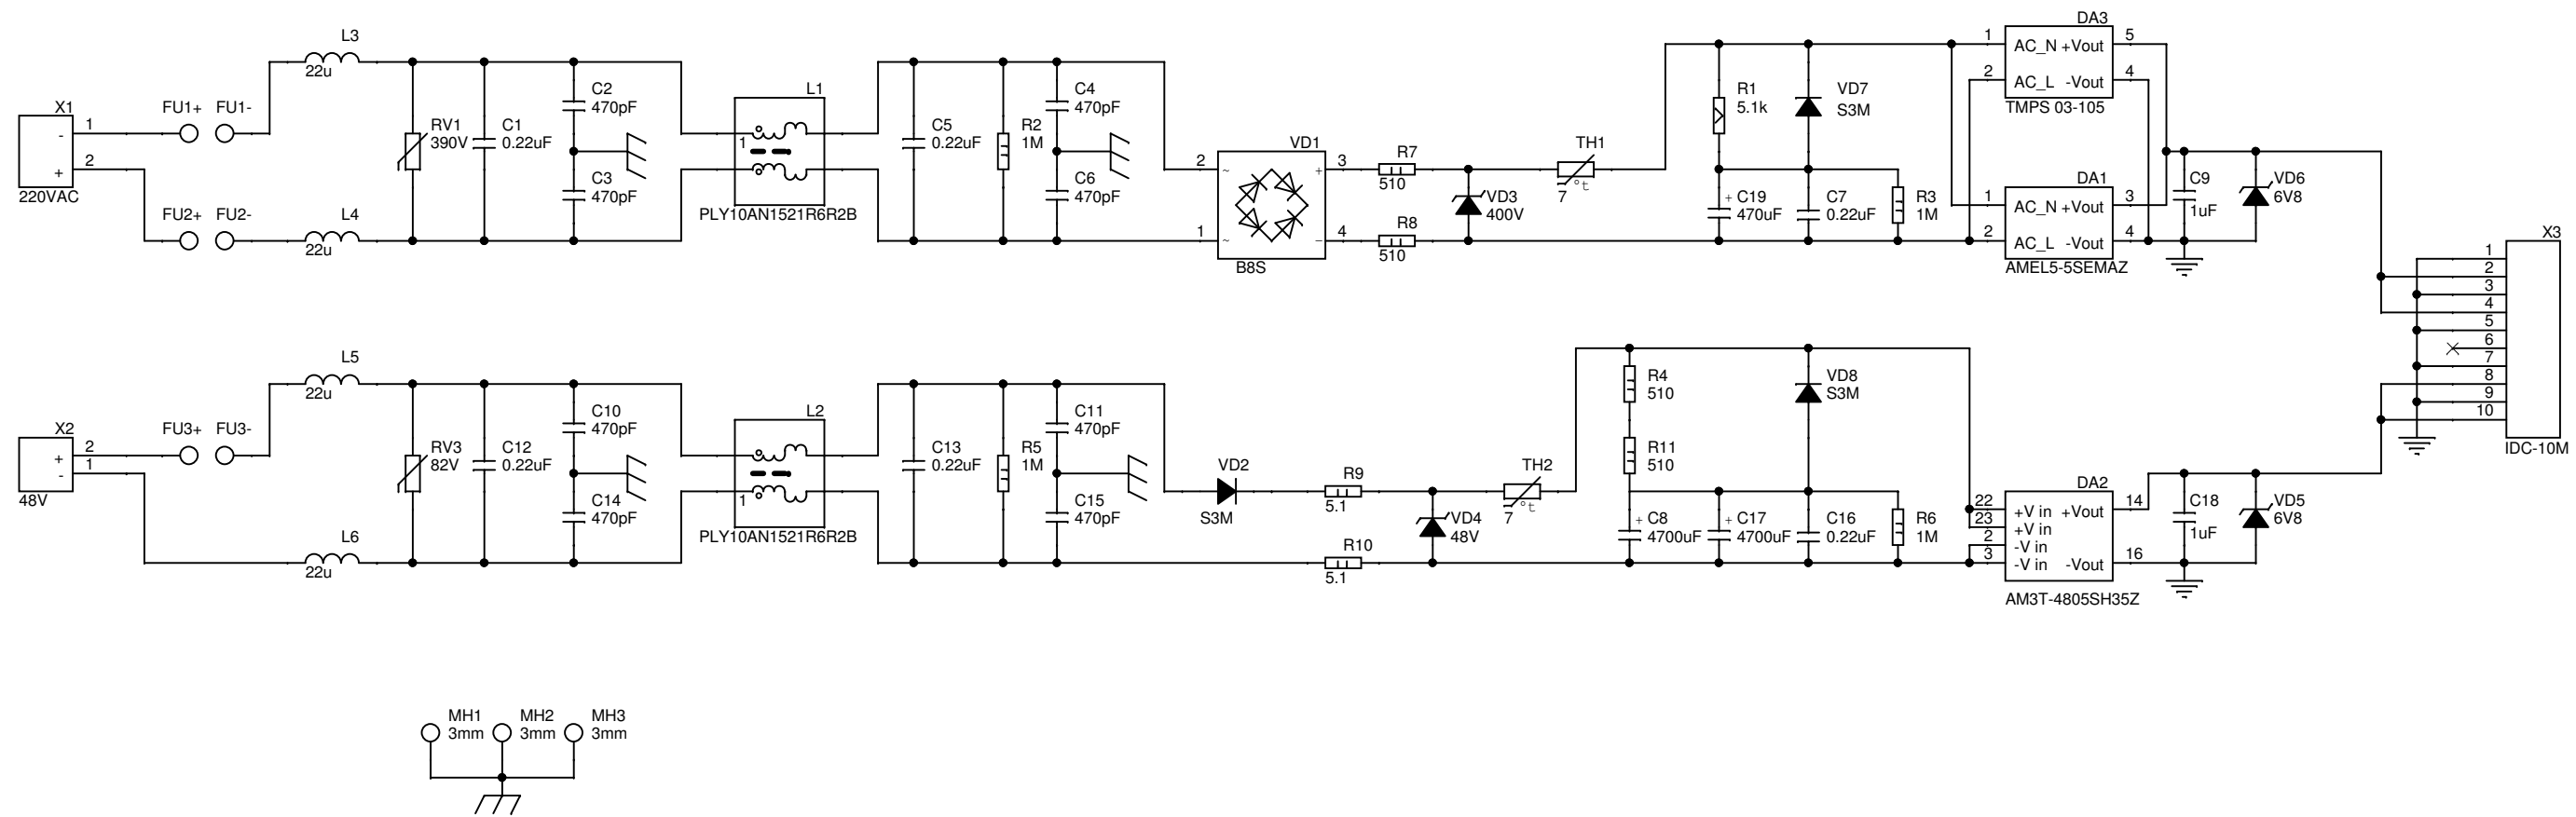 X1
-
1
2
+
220VAC
FU1+ FU1-
FU2+ FU2-
L3
22u
L4
22u
RV1
390V
C1
0.22uF
C2
470pF
C3
470pF
L1
1
PLY10AN1521R6R2B
C5
0.22uF
R2
1M
C4
470pF
C6
470pF
VD1
2
1
~
~
+
−
3
4
B8S
R7
510
R8
510
VD3
400V
TH1
7 °t
R1
5.1k
VD7
S3M
+ C19
470uF
C7
0.22uF
R3
1M
DA3
1 AC_N +Vout 5
2 AC_L -Vout 4
TMPS 03-105
DA1
1 AC_N +Vout 3
2 AC_L -Vout 4
AMEL5-5SEMAZ
C9
1uF
VD6
6V8
X3
1
2
3
4
5
6
7
8
9
10
IDC-10M
X2
+
2
1
-
48V
FU3+ FU3-
L5
22u
L6
22u
RV3
82V
C12
0.22uF
C10
470pF
C14
470pF
L2
1
PLY10AN1521R6R2B
C13
0.22uF
R5
1M
C11
470pF
C15
470pF
VD2
S3M
R9
5.1
R10
5.1
VD4
48V
TH2
7 °t
R4
510
R11
510
VD8
S3M
+ C8
4700uF
+ C17
4700uF
C16
0.22uF
R6
1M
DA2
22 +V in +Vout 14
23 +V in
2 -V in
3 -V in -Vout 16
AM3T-4805SH35Z
C18
1uF
VD5
6V8
MH1
3mm
MH2
3mm
MH3
3mm